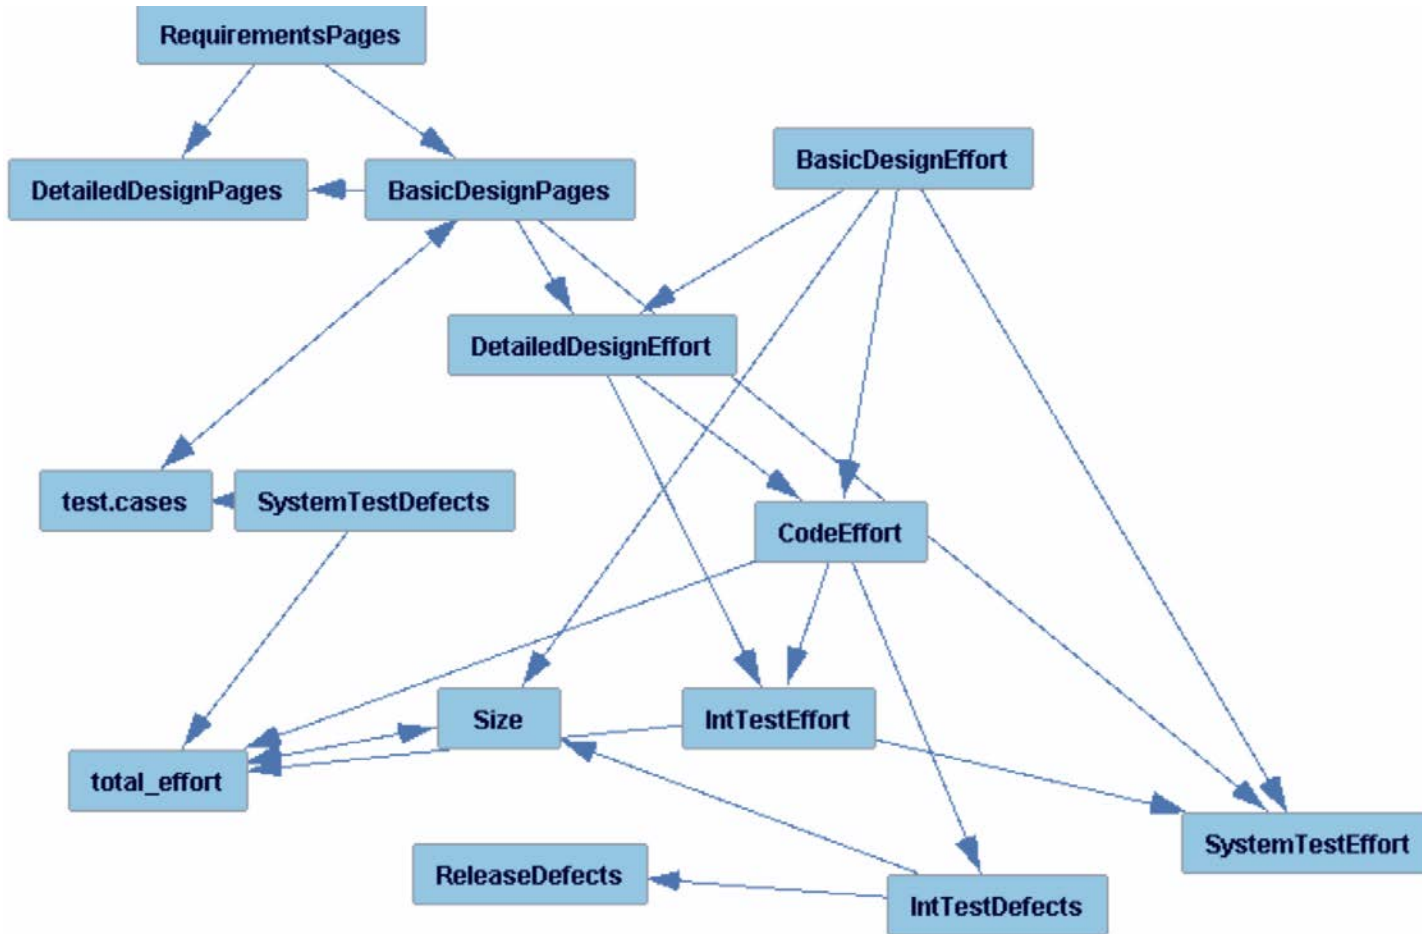 RequirementsPages
BasicDesignEffort
DetailedDesignPages
BasicDesignPages
DetailedDesignEffort
test.cases
SystemTestDefects
CodeEffort
Size
IntTestEffort
total_effort
SystemTestEffort
ReleaseDefects
IntTestDefects